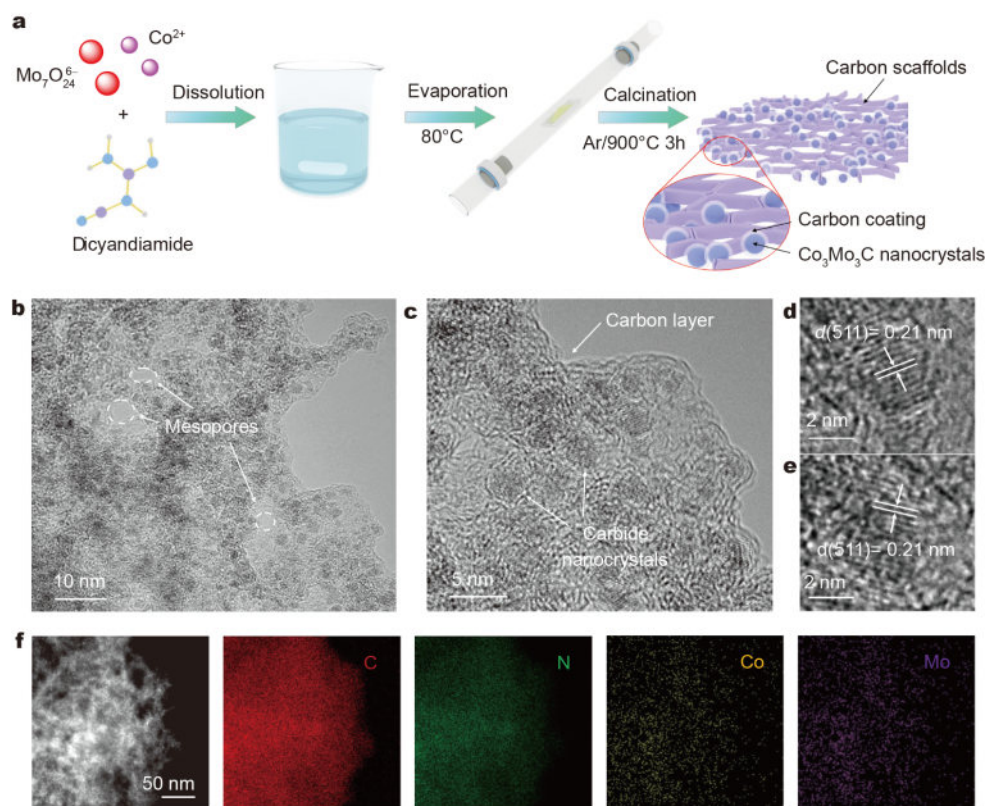 a
Co²⁺
Mo₇O₂₄⁶⁻
+
Dicyandiamide
Dissolution
Evaporation
80°C
Calcination
Ar/900°C 3h
Carbon scaffolds
Carbon coating
Co₃Mo₃C nanocrystals
b
Mesopores
10 nm
c
Carbon layer
Carbide
nanocrystals
5 nm
d
d(511)= 0.21 nm
2 nm
e
d(511)= 0.21 nm
2 nm
f
50 nm
C
N
Co
Mo